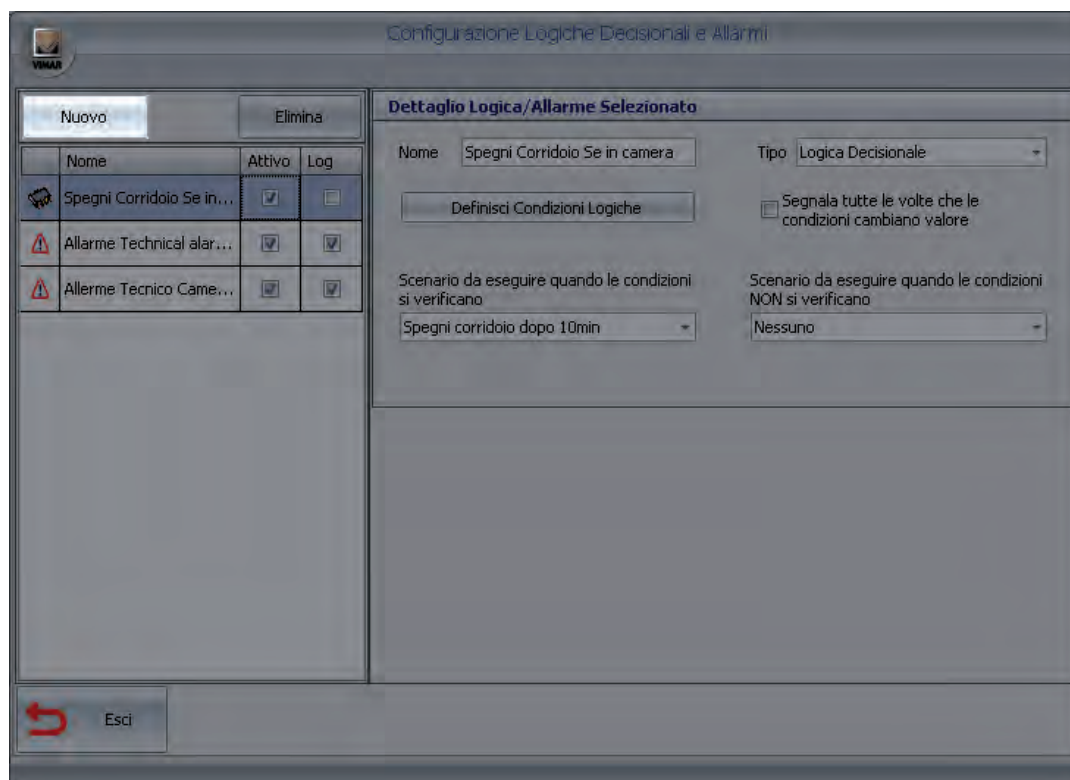 Configurazione Logiche Decisionali e Allarmi
VIMAR
Nuovo
Elimina
Nome
Attivo
Log
Spegni Corridoio Se in...
Allarme Technical alar...
Allerme Tecnico Came...
Dettaglio Logica/Allarme Selezionato
Nome
Spegni Corridoio Se in camera
Tipo
Logica Decisionale
Definisci Condizioni Logiche
Segnala tutte le volte che le
condizioni cambiano valore
Scenario da eseguire quando le condizioni
si verificano
Spegni corridoio dopo 10min
Scenario da eseguire quando le condizioni
NON si verificano
Nessuno
Esci